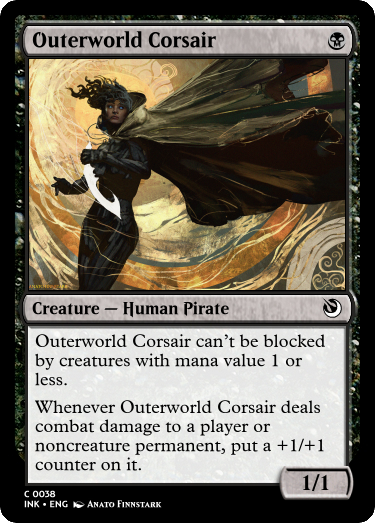 Outerworld Corsair
Creature — Human Pirate
Outerworld Corsair can't be blocked
by creatures with mana value 1 or
less.
Whenever Outerworld Corsair deals
combat damage to a player or
noncreature permanent, put a +1/+1
counter on it.
1/1
C 0038
INK • ENG Anato Finnstark